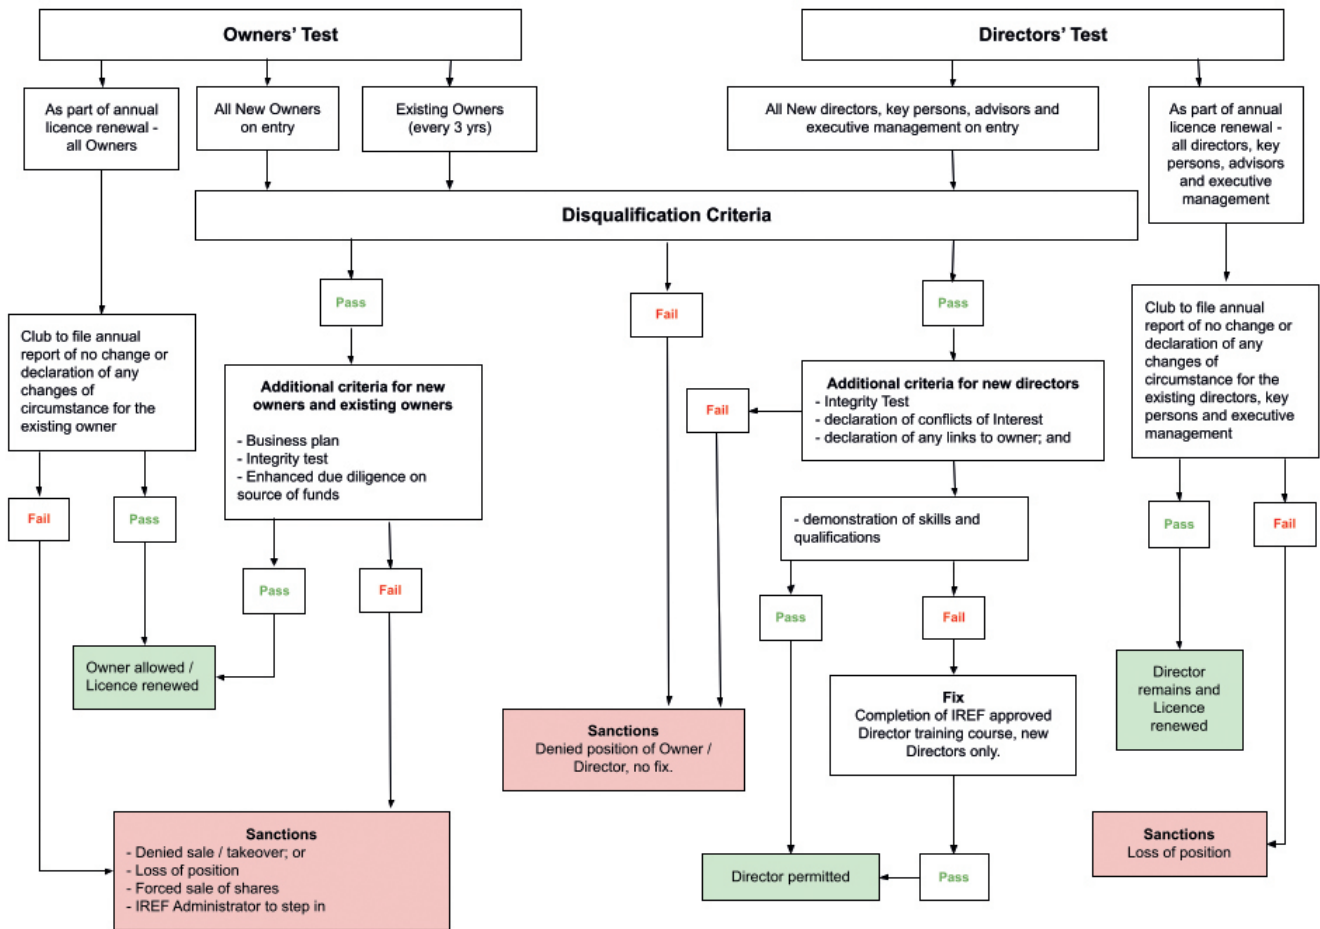 Owners' Test
Directors' Test
As part of annual
licence renewal -
all Owners
All New Owners
on entry
Existing Owners
(every 3 yrs)
All New directors, key persons, advisors and
executive management on entry
As part of annual
licence renewal -
all directors, key
persons, advisors
and executive
management
Disqualification Criteria
Pass
Fail
Pass
Club to file annual
report of no change or
declaration of any
changes of
circumstance for the
existing owner
Additional criteria for new
owners and existing owners
- Business plan
- Integrity test
- Enhanced due diligence on
source of funds
Fail
Additional criteria for new directors
- Integrity Test
- declaration of conflicts of Interest
- declaration of any links to owner; and
Club to file annual
report of no change or
declaration of any
changes of
circumstance for the
existing directors, key
persons and executive
management
Fail
Pass
- demonstration of skills and
qualifications
Pass
Fail
Pass
Fail
Pass
Fail
Owner allowed /
Licence renewed
Fix
Completion of IREF approved
Director training course, new
Directors only.
Director
remains and
Licence
renewed
Sanctions
Denied position of Owner /
Director, no fix.
Sanctions
- Denied sale / takeover; or
- Loss of position
- Forced sale of shares
- IREF Administrator to step in
Director permitted
Pass
Sanctions
Loss of position